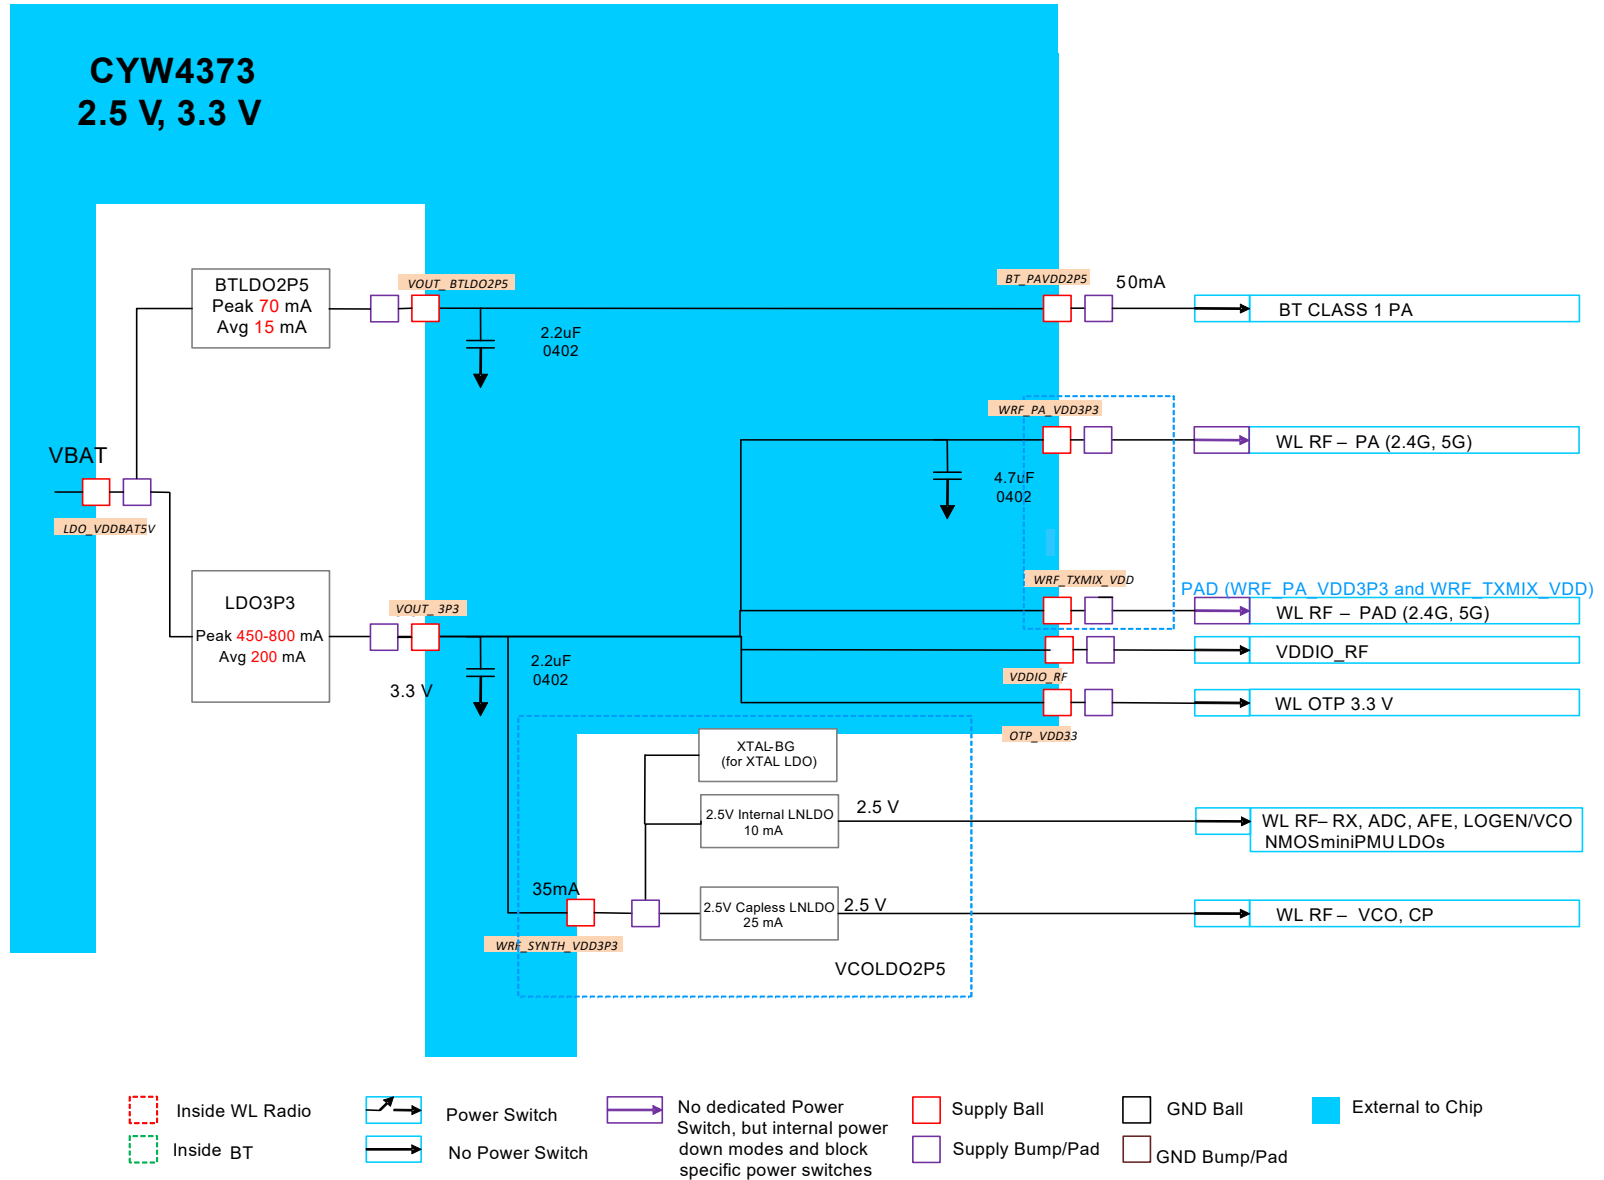 CYW4373
2.5 V, 3.3 V
BTLDO2P5
Peak 70 mA
Avg 15 mA
VOUT_ BTLDO2P5
2.2uF
0402
BT_PAVDD2P5
50mA
BT CLASS 1 PA
WRF_PA_VDD3P3
WL RF – PA (2.4G, 5G)
4.7uF
0402
VBAT
LDO_VDDBAT5V
WRF_TXMIX_VDD
PAD (WRF_PA_VDD3P3 and WRF_TXMIX_VDD)
WL RF – PAD (2.4G, 5G)
LDO3P3
Peak 450-800 mA
Avg 200 mA
VOUT_ 3P3
3.3 V
2.2uF
0402
VDDIO_RF
VDDIO_RF
WL OTP 3.3 V
OTP_VDD33
XTAL-BG
(for XTAL LDO)
2.5V Internal LNLDO
10 mA
2.5 V
WL RF– RX, ADC, AFE, LOGEN/VCO
NMOSminiPMU LDOs
35mA
WRF_SYNTH_VDD3P3
2.5V Capless LNLDO
25 mA
2.5 V
WL RF – VCO, CP
VCOLDO2P5
Inside WL Radio
Inside BT
Power Switch
No Power Switch
No dedicated Power
Switch, but internal power
down modes and block
specific power switches
Supply Ball
Supply Bump/Pad
GND Ball
GND Bump/Pad
External to Chip